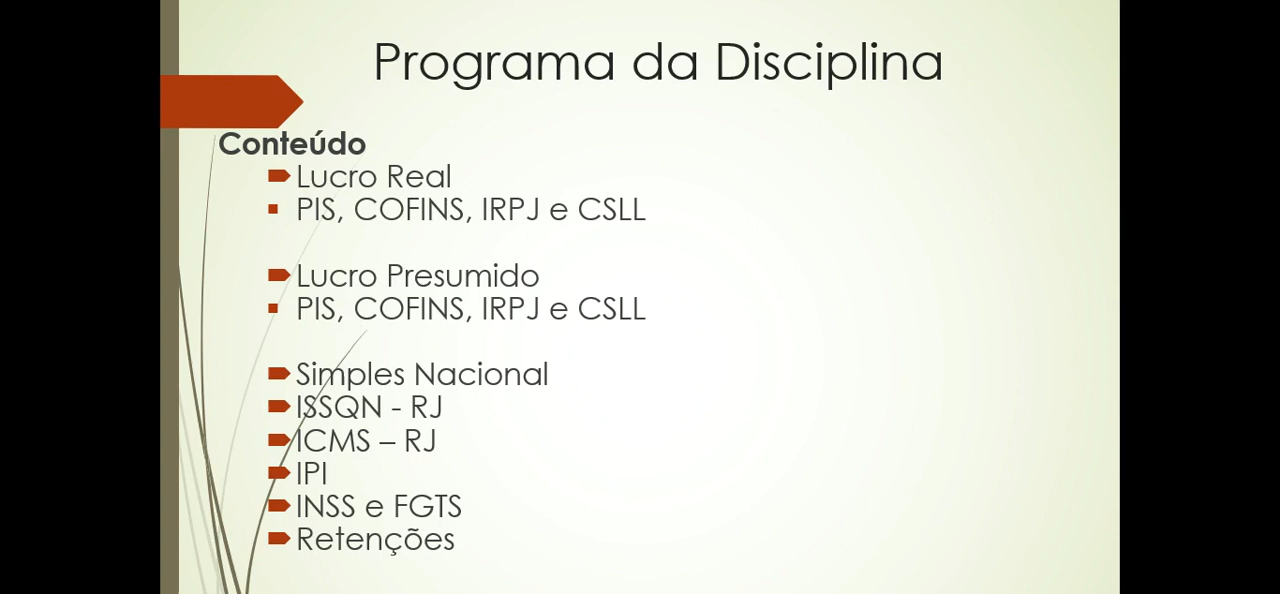 Programa da Disciplina
Conteúdo
Lucro Real
PIS, COFINS, IRPJ e CSLL
Lucro Presumido
PIS, COFINS, IRPJ e CSLL
Simples Nacional
ISSQN - RJ
ICMS – RJ
IPI
INSS e FGTS
Retenções